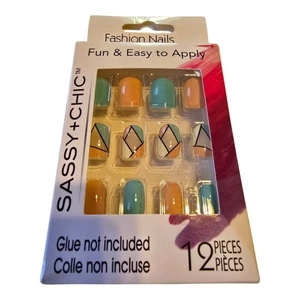 Fashion Nails
Fun & Easy to Apply
SASSY+CHIC™
Glue not included
Colle non incluse
12 PIECES
PIÈCES